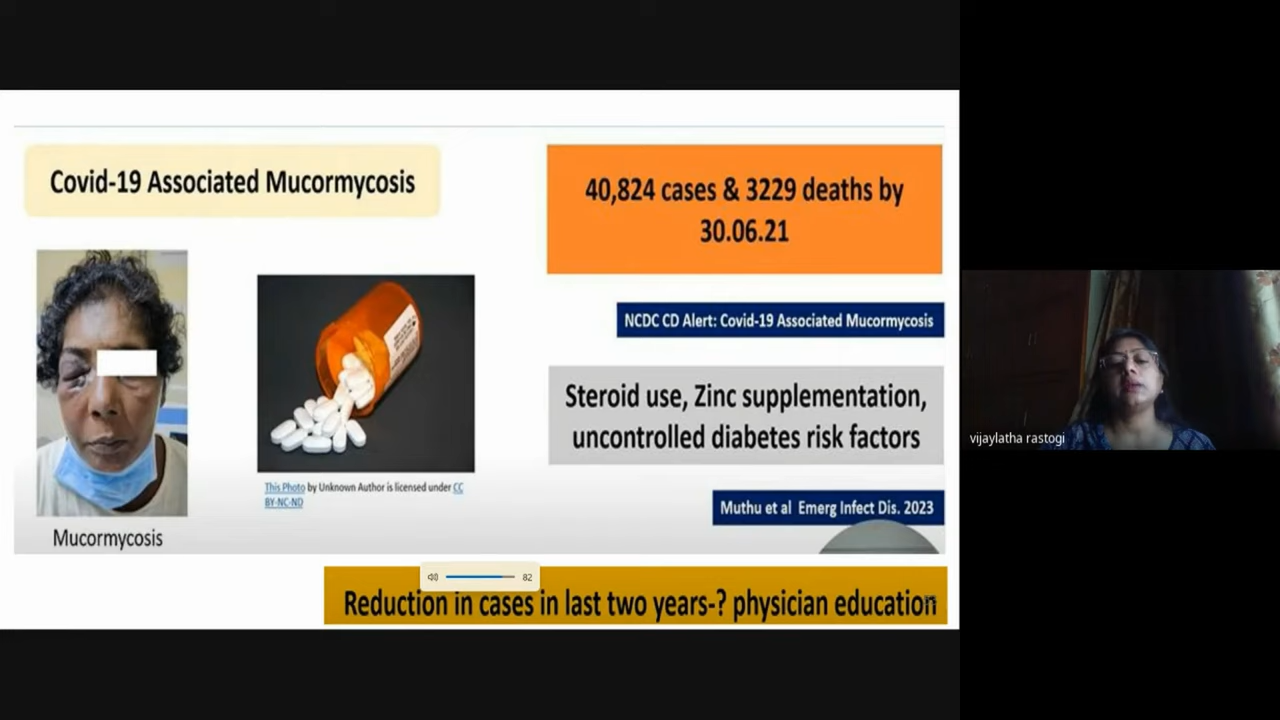 Covid-19 Associated Mucormycosis
40,824 cases & 3229 deaths by
30.06.21
NCDC CD Alert: Covid-19 Associated Mucormycosis
Steroid use, Zinc supplementation,
uncontrolled diabetes risk factors
This Photo by Unknown Author is licensed under CC
BY-NC-ND
Muthu et al Emerg Infect Dis. 2023
Mucormycosis
82
Reduction in cases in last two years-? physician education
vijaylatha rastogi